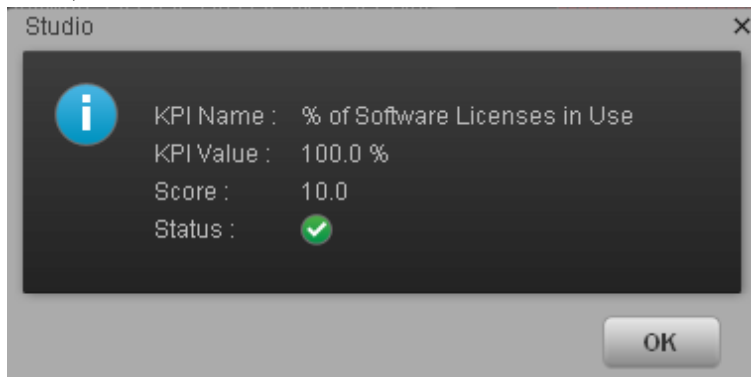 Studio
KPI Name : % of Software Licenses in Use
KPI Value : 100.0 %
Score : 10.0
Status :
OK